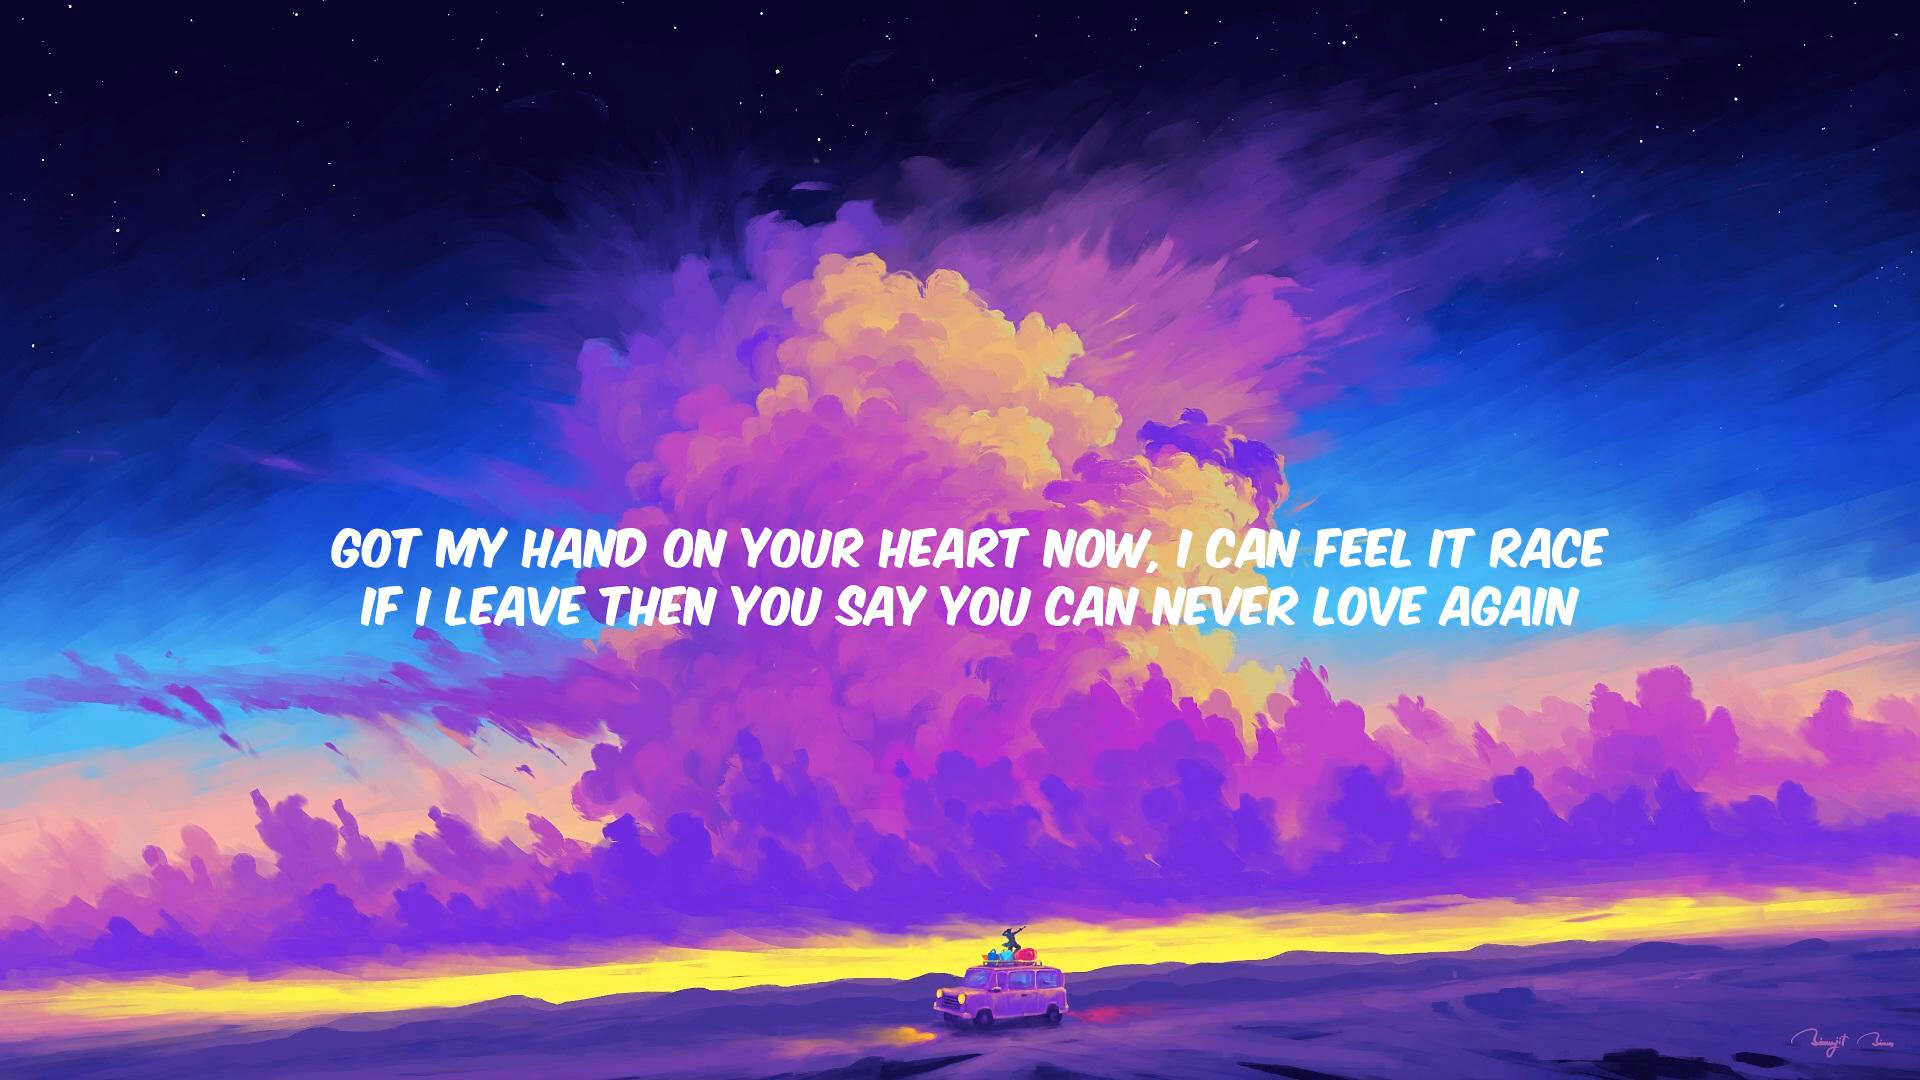 GOT MY HAND ON YOUR HEART NOW, I CAN FEEL IT RACE
IF I LEAVE THEN YOU SAY YOU CAN NEVER LOVE AGAIN